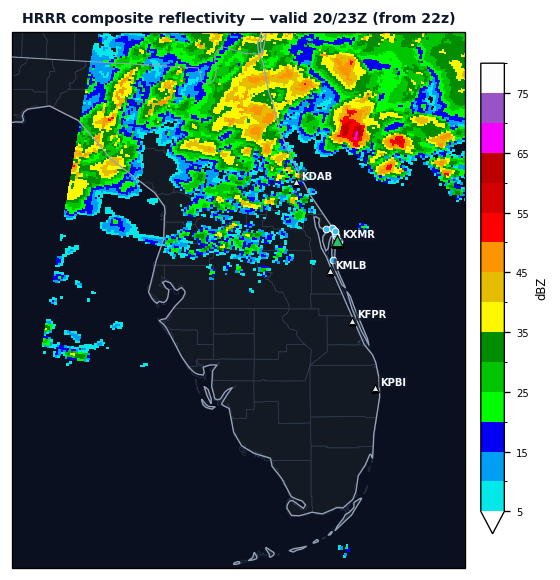 HRRR composite reflectivity — valid 20/23Z (from 22z)
KDAB
KXMR
KMLB
KFPR
KPBI
75
65
55
45
35
25
15
5
dBZ